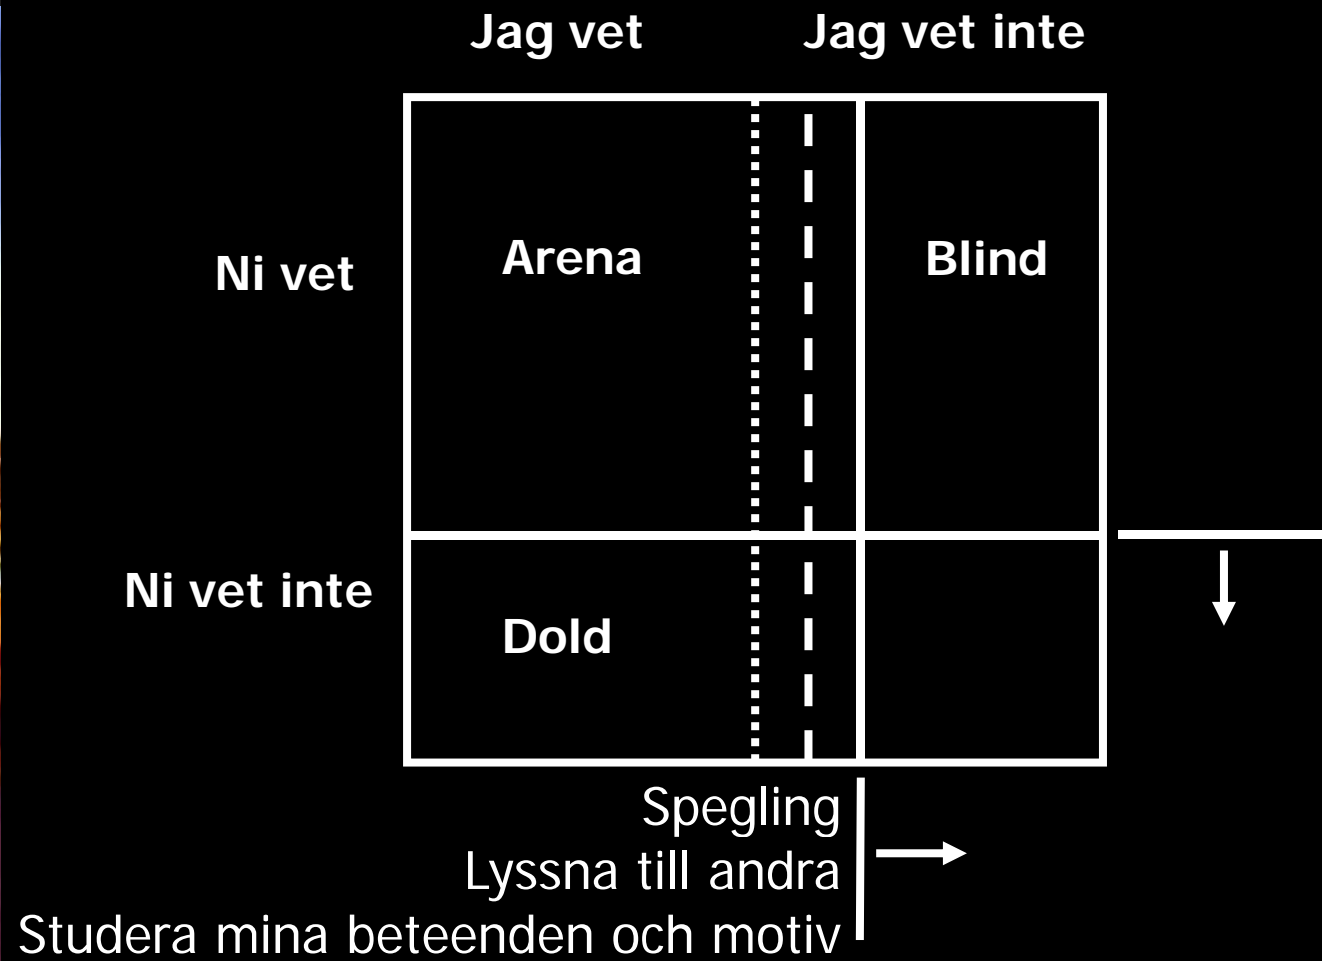 Jag vet Jag vet inte
Ni vet Arena Blind
Ni vet inte
Dold
Spegling
Lyssna till andra
Studera mina beteenden och motiv